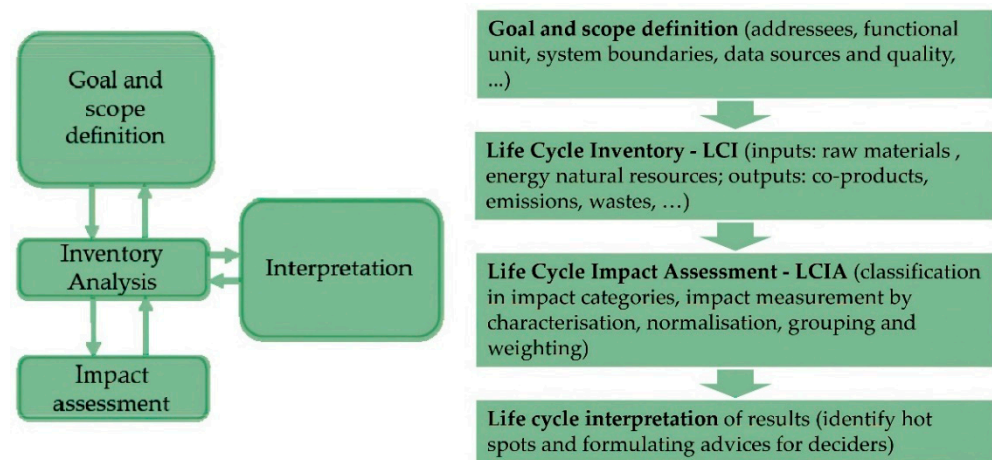 Goal and
scope
definition
Inventory
Analysis
Impact
assessment
Interpretation
Goal and scope definition (addressees, functional
unit, system boundaries, data sources and quality,
...)
Life Cycle Inventory - LCI (inputs: raw materials ,
energy natural resources; outputs: co-products,
emissions, wastes, …)
Life Cycle Impact Assessment - LCIA (classification
in impact categories, impact measurement by
characterisation, normalisation, grouping and
weighting)
Life cycle interpretation of results (identify hot
spots and formulating advices for deciders)